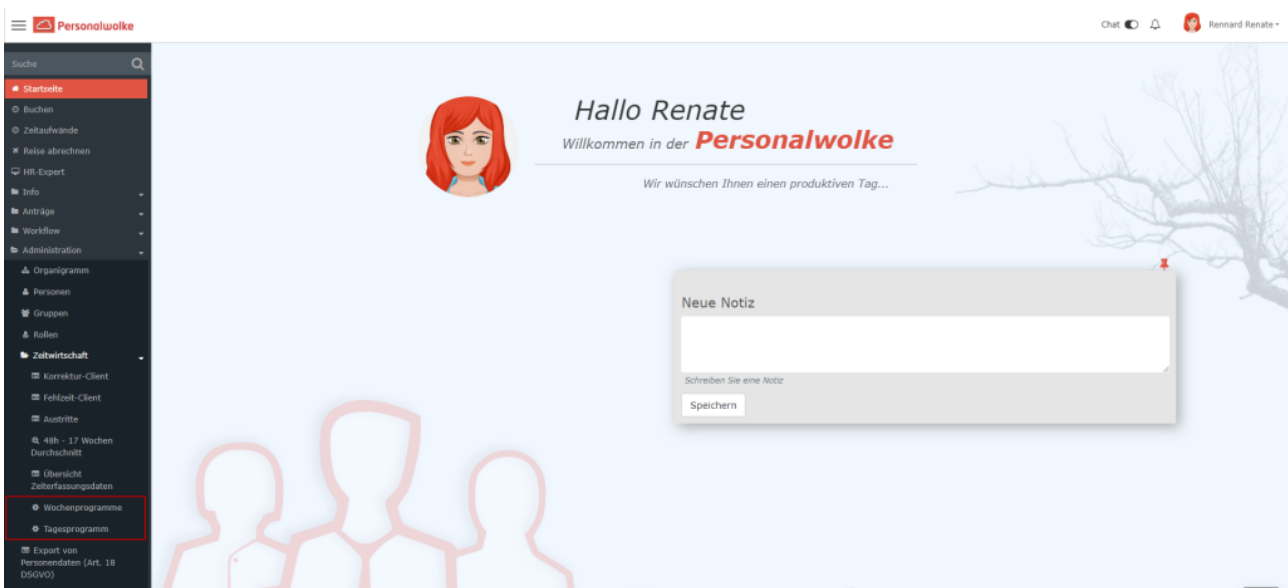 Personalwolke
Chat
Rennard Renate
Suche
Startseite
Buchen
Zeitaufwände
Reise abrechnen
HR-Expert
Info
Anträge
Workflow
Administration
Organigramm
Personen
Gruppen
Rollen
Zeitwirtschaft
Korrektur-Client
Fehlzeit-Client
Austritte
48h - 17 Wochen
Durchschnitt
Übersicht
Zeiterfassungsdaten
Wochenprogramme
Tagesprogramm
Export von
Personendaten (Art. 18
DSGVO)
Hallo Renate
Willkommen in der Personalwolke
Wir wünschen Ihnen einen produktiven Tag...
Neue Notiz
Schreiben Sie eine Notiz
Speichern